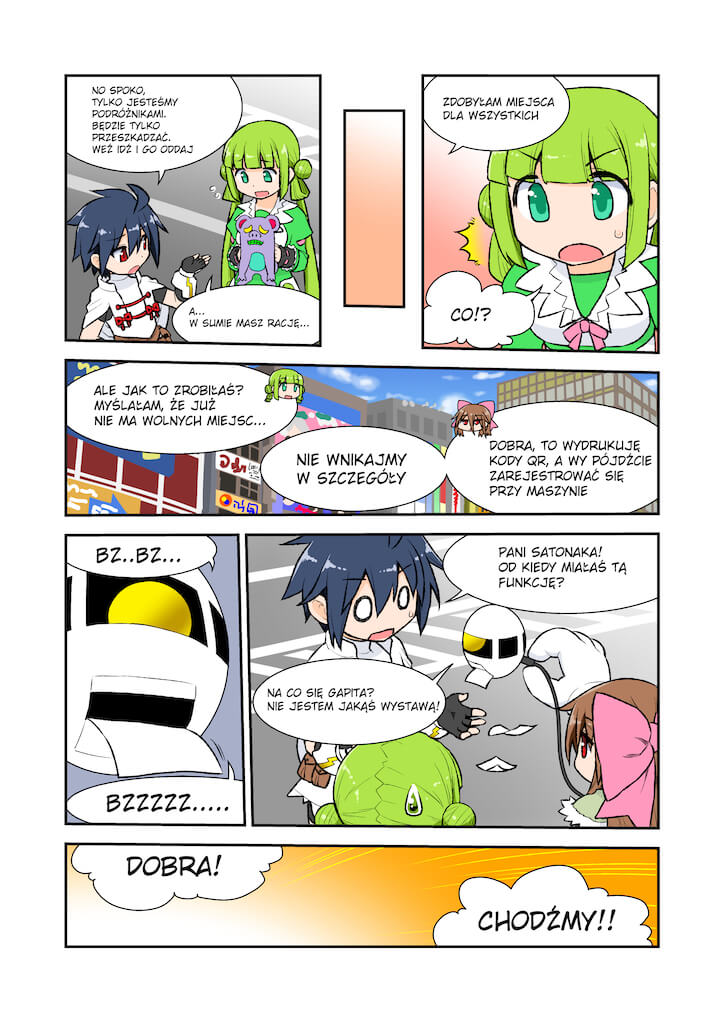 NO SPOKO,
TYLKO JESTEŚMY
PODRÓŻNIKAMI.
BĘDZIE TYLKO
PRZESZKADZAĆ.
WEŹ IDŹ I GO ODDAJ
A...
W SUMIE MASZ RACJĘ...
ZDOBYŁAM MIEJSCA
DLA WSZYSTKICH
CO!?
ALE JAK TO ZROBIŁAŚ?
MYŚLAŁAM, ŻE JUŻ
NIE MA WOLNYCH MIEJSC...
NIE WNIKAJMY
W SZCZEGÓŁY
DOBRA, TO WYDRUKUJĘ
KODY QR, A WY PÓJDŹCIE
ZAREJESTROWAĆ SIĘ
PRZY MASZYNIE
BZ..BZ...
BZZZZZ.....
PANI SATONAKA!
OD KIEDY MIAŁAŚ TĄ
FUNKCJĘ?
NA CO SIĘ GAPITA?
NIE JESTEM JAKĄŚ WYSTAWĄ!
DOBRA!
CHODŹMY!!